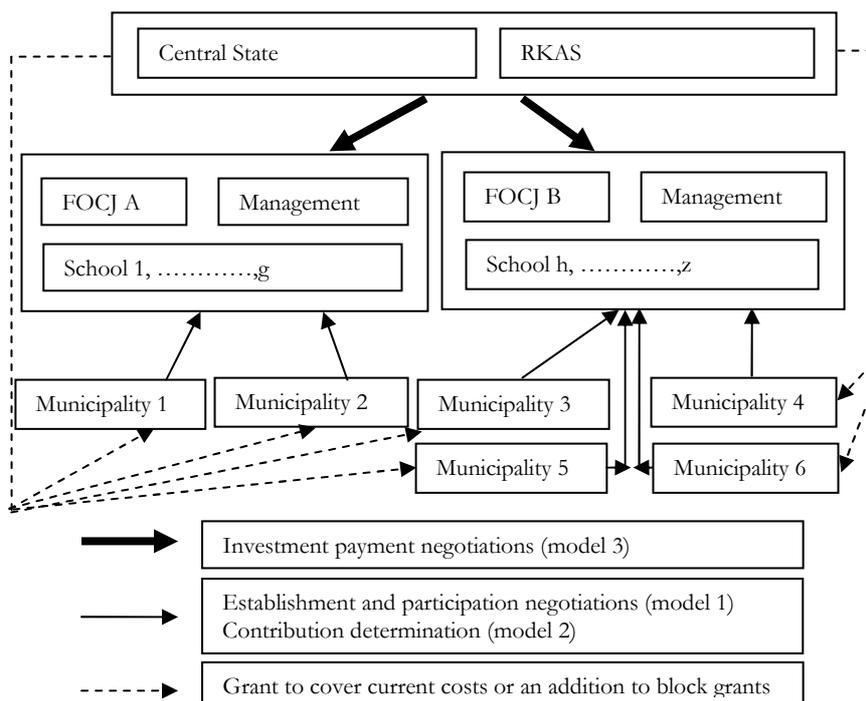 Central State
RKAS
FOCJ A
Management
School 1, …………,g
FOCJ B
Management
School h, …………,z
Municipality 1
Municipality 2
Municipality 3
Municipality 4
Municipality 5
Municipality 6
Investment payment negotiations (model 3)
Establishment and participation negotiations (model 1)
Contribution determination (model 2)
Grant to cover current costs or an addition to block grants